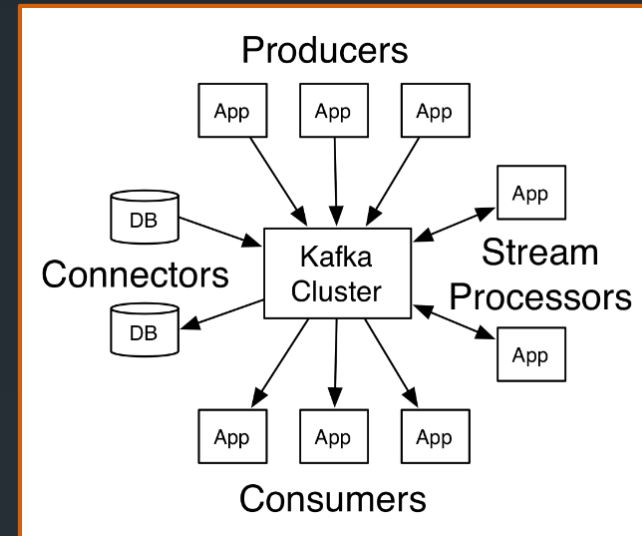 Producers
App
App
App
DB
App
Kafka
Cluster
Stream
Processors
Connectors
DB
App
App
App
App
Consumers